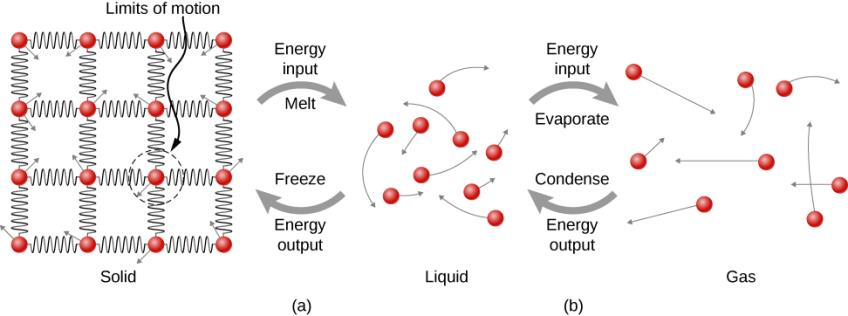 Limits of motion
Energy
input
Melt
Freeze
Energy
output
Energy
input
Evaporate
Condense
Energy
output
Solid
Liquid
Gas
(a)
(b)